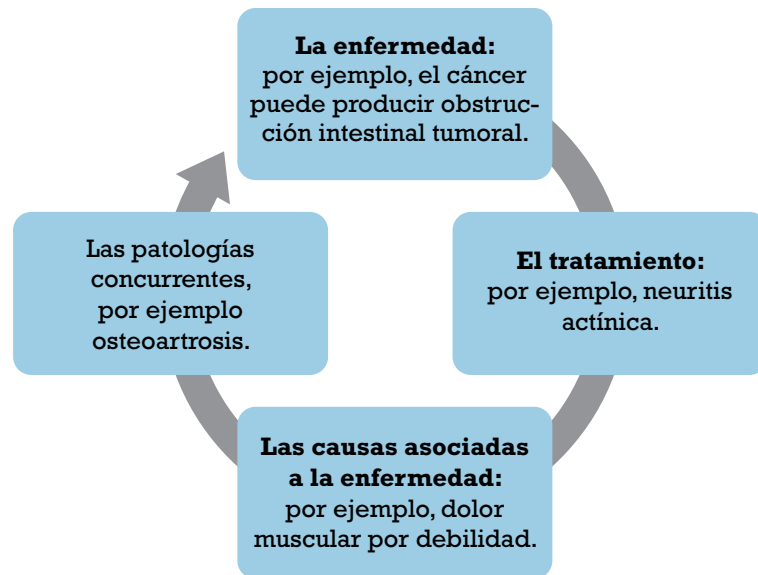 La enfermedad:
por ejemplo, el cáncer
puede producir obstruc-
ción intestinal tumoral.
El tratamiento:
por ejemplo, neuritis
actínica.
Las causas asociadas
a la enfermedad:
por ejemplo, dolor
muscular por debilidad.
Las patologías
concurrentes,
por ejemplo
osteoartrosis.